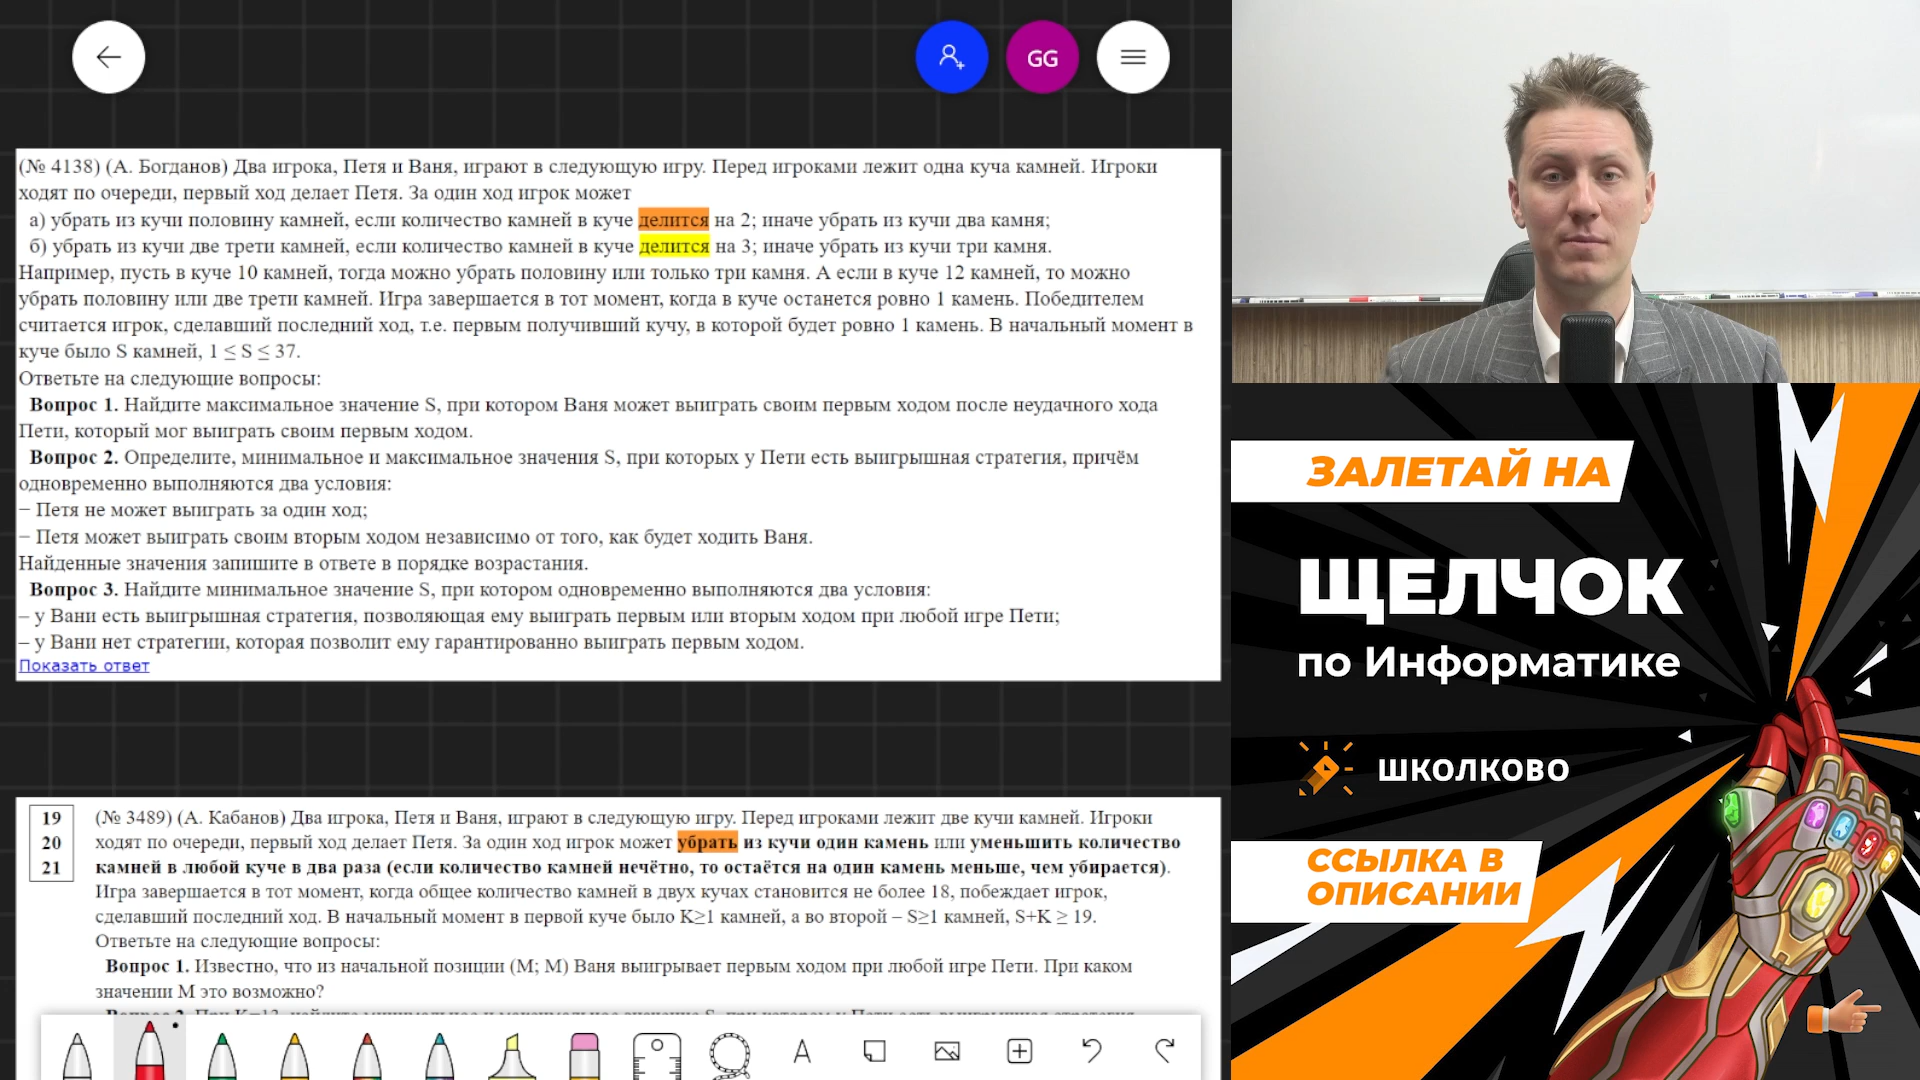 GG
(№ 4138) (А. Богданов) Два игрока, Петя и Ваня, играют в следующую игру. Перед игроками лежит одна куча камней. Игроки
ходят по очереди, первый ход делает Петя. За один ход игрок может
а) убрать из кучи половину камней, если количество камней в куче делится на 2; иначе убрать из кучи два камня;
б) убрать из кучи две трети камней, если количество камней в куче делится на 3; иначе убрать из кучи три камня.
Например, пусть в куче 10 камней, тогда можно убрать половину или только три камня. А если в куче 12 камней, то можно
убрать половину или две трети камней. Игра завершается в тот момент, когда в куче останется ровно 1 камень. Победителем
считается игрок, сделавший последний ход, т.е. первым получивший кучу, в которой будет ровно 1 камень. В начальный момент в
куче было S камней, 1 ≤ S ≤ 37.
Ответьте на следующие вопросы:
Вопрос 1. Найдите максимальное значение S, при котором Ваня может выиграть своим первым ходом после неудачного хода
Пети, который мог выиграть своим первым ходом.
Вопрос 2. Определите, минимальное и максимальное значения S, при которых у Пети есть выигрышная стратегия, причём
одновременно выполняются два условия:
− Петя не может выиграть за один ход;
− Петя может выиграть своим вторым ходом независимо от того, как будет ходить Ваня.
Найденные значения запишите в ответе в порядке возрастания.
Вопрос 3. Найдите минимальное значение S, при котором одновременно выполняются два условия:
– у Вани есть выигрышная стратегия, позволяющая ему выиграть первым или вторым ходом при любой игре Пети;
– у Вани нет стратегии, которая позволит ему гарантированно выиграть первым ходом.
Показать ответ
19
20
21
(№ 3489) (А. Кабанов) Два игрока, Петя и Ваня, играют в следующую игру. Перед игроками лежит две кучи камней. Игроки
ходят по очереди, первый ход делает Петя. За один ход игрок может убрать из кучи один камень или уменьшить количество
камней в любой куче в два раза (если количество камней нечётно, то остаётся на один камень меньше, чем убирается).
Игра завершается в тот момент, когда общее количество камней в двух кучах становится не более 18, побеждает игрок,
сделавший последний ход. В начальный момент в первой куче было K≥1 камней, а во второй – S≥1 камней, S+K ≥ 19.
Ответьте на следующие вопросы:
Вопрос 1. Известно, что из начальной позиции (М; М) Ваня выигрывает первым ходом при любой игре Пети. При каком
значении М это возможно?
A
ЗАЛЕТАЙ НА
ЩЕЛЧОК
по Информатике
ШКОЛКОВО
ССЫЛКА В
ОПИСАНИИ